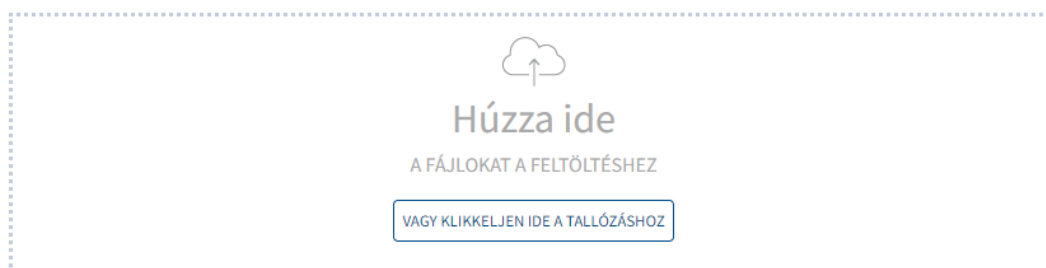 Húzza ide
A FÁJLOKAT A FELTÖLTÉSHEZ
VAGY KLIKKELJEN IDE A TALLÓZÁSHOZ